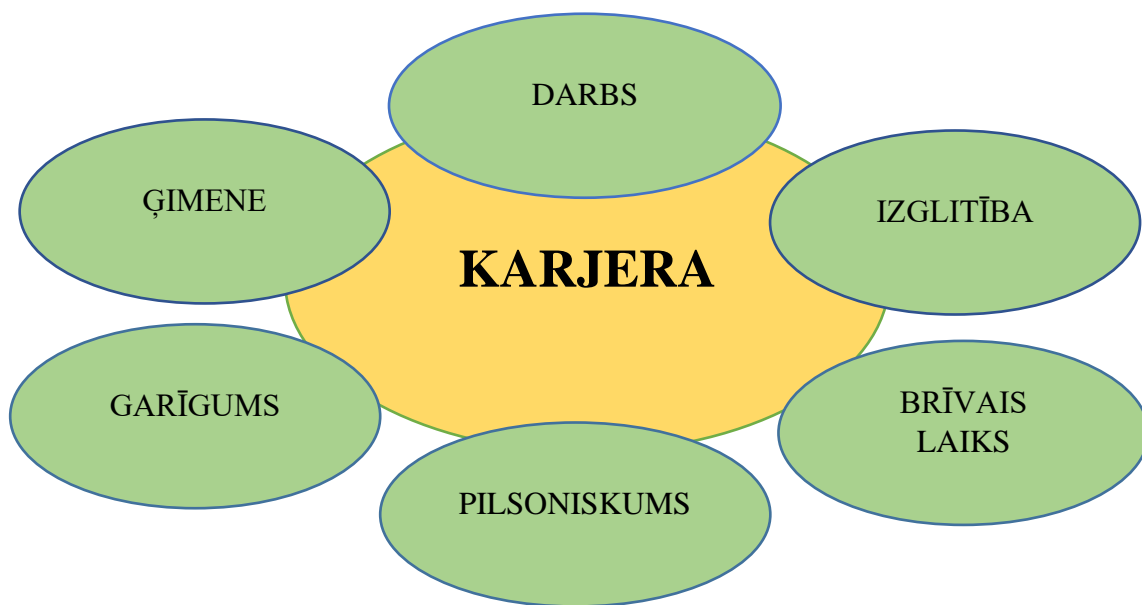 DARBS
ĢIMENE
IZGLITĪBA
KARJERA
GARĪGUMS
BRĪVAIS
LAIKS
PILSONISKUMS